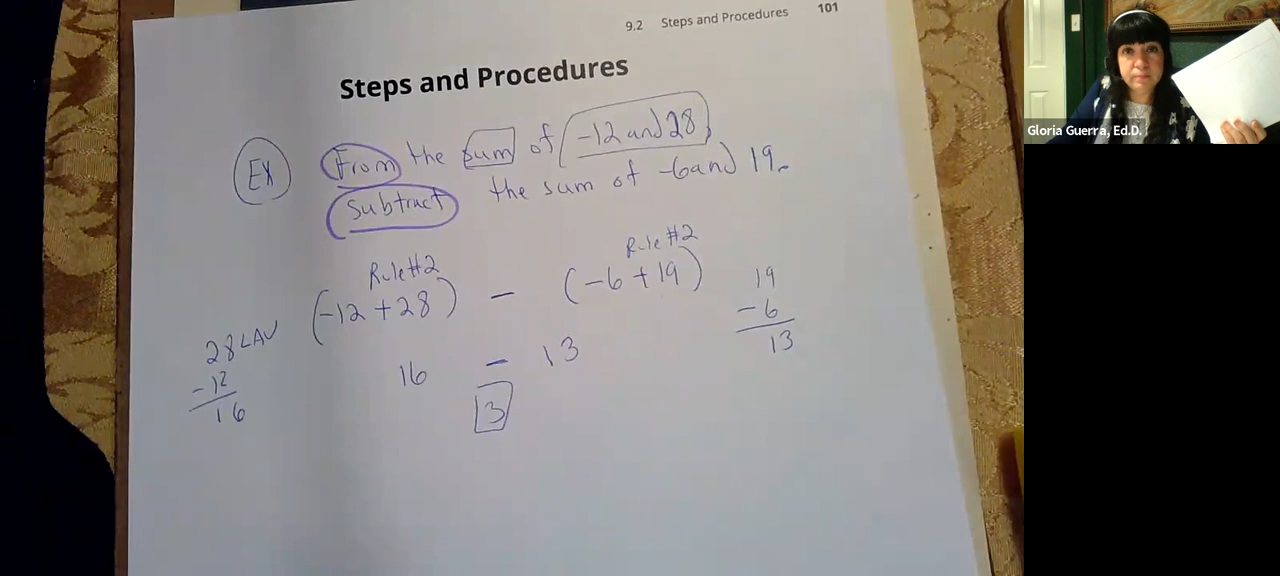 9.2 Steps and Procedures 101
Steps and Procedures
EX From the sum of -12 and 28,
subtract the sum of -6 and 19.
Rule #2 Rule #2
(-12 + 28) - (-6 + 19)
28 LAV
- 12
16
16 - 13
3
19
- 6
13
Gloria Guerra, Ed.D.